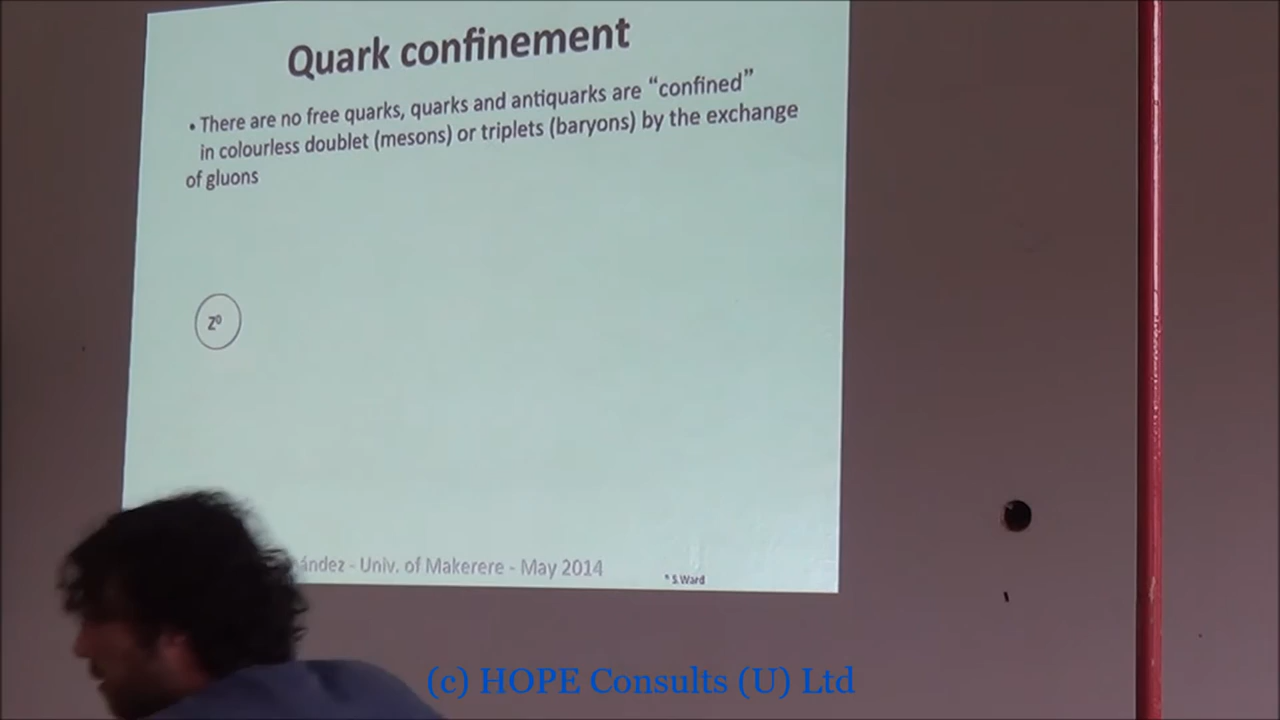 Quark confinement
• There are no free quarks, quarks and antiquarks are “confined”
in colourless doublet (mesons) or triplets (baryons) by the exchange
of gluons
Z⁰
ández - Univ. of Makerere - May 2014
* S.Ward
(c) HOPE Consults (U) Ltd